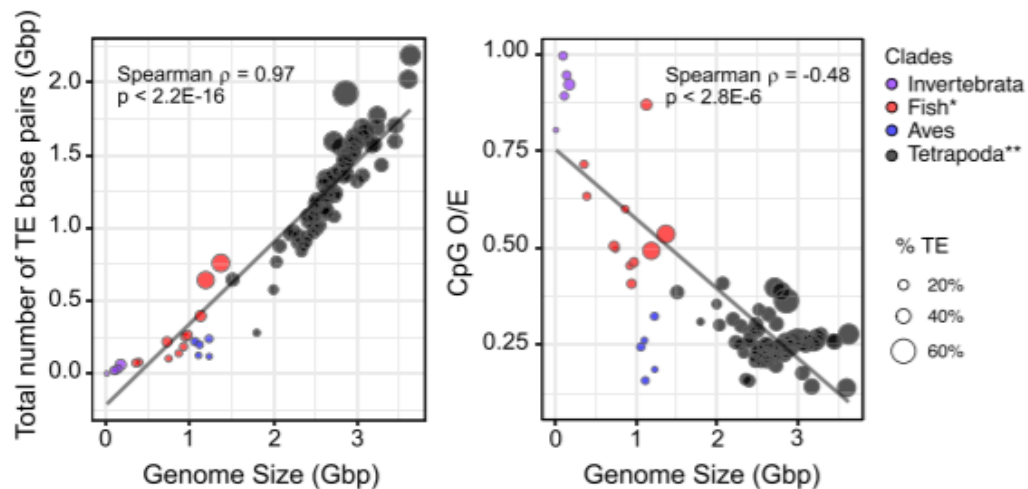 Total number of TE base pairs (Gbp)
Spearman ρ = 0.97
p < 2.2E-16
2.0
1.5
1.0
0.5
0.0
0 1 2 3
Genome Size (Gbp)
CpG O/E
Spearman ρ = -0.48
p < 2.8E-6
1.00
0.75
0.50
0.25
0 1 2 3
Genome Size (Gbp)
Clades
Invertebrata
Fish*
Aves
Tetrapoda**
% TE
20%
40%
60%